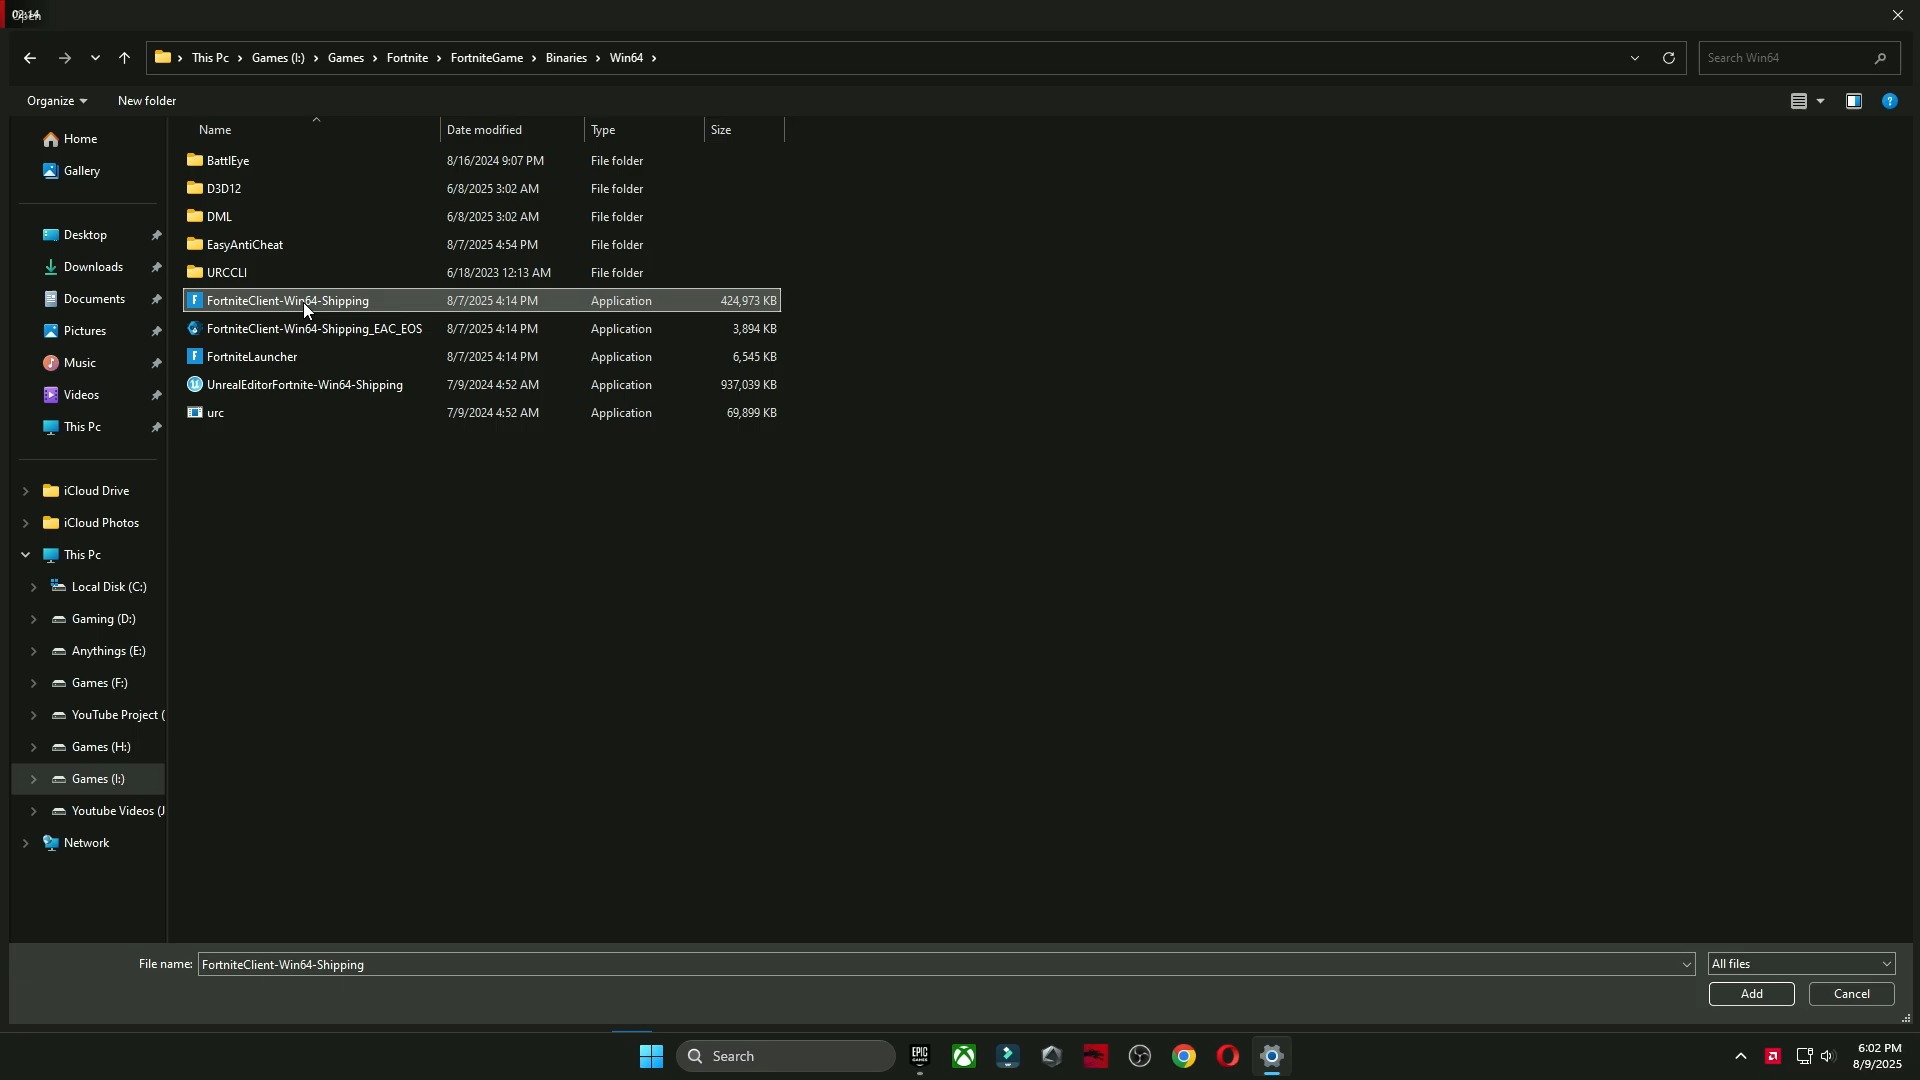 02:14
This Pc > Games (I:) > Games > Fortnite > FortniteGame > Binaries > Win64 >
Search Win64
Organize
New folder
Name
Date modified
Type
Size
Home
Gallery
Desktop
Downloads
Documents
Pictures
Music
Videos
This Pc
iCloud Drive
iCloud Photos
This Pc
Local Disk (C:)
Gaming (D:)
Anythings (E:)
Games (F:)
YouTube Project (
Games (H:)
Games (I:)
Youtube Videos (J
Network
BattlEye 8/16/2024 9:07 PM File folder
D3D12 6/8/2025 3:02 AM File folder
DML 6/8/2025 3:02 AM File folder
EasyAntiCheat 8/7/2025 4:54 PM File folder
URCCLI 6/18/2023 12:13 AM File folder
FortniteClient-Win64-Shipping 8/7/2025 4:14 PM Application 424,973 KB
FortniteClient-Win64-Shipping_EAC_EOS 8/7/2025 4:14 PM Application 3,894 KB
FortniteLauncher 8/7/2025 4:14 PM Application 6,545 KB
UnrealEditorFortnite-Win64-Shipping 7/9/2024 4:52 AM Application 937,039 KB
urc 7/9/2024 4:52 AM Application 69,899 KB
File name: FortniteClient-Win64-Shipping
All files
Add
Cancel
Search
EPIC GAMES
6:02 PM
8/9/2025